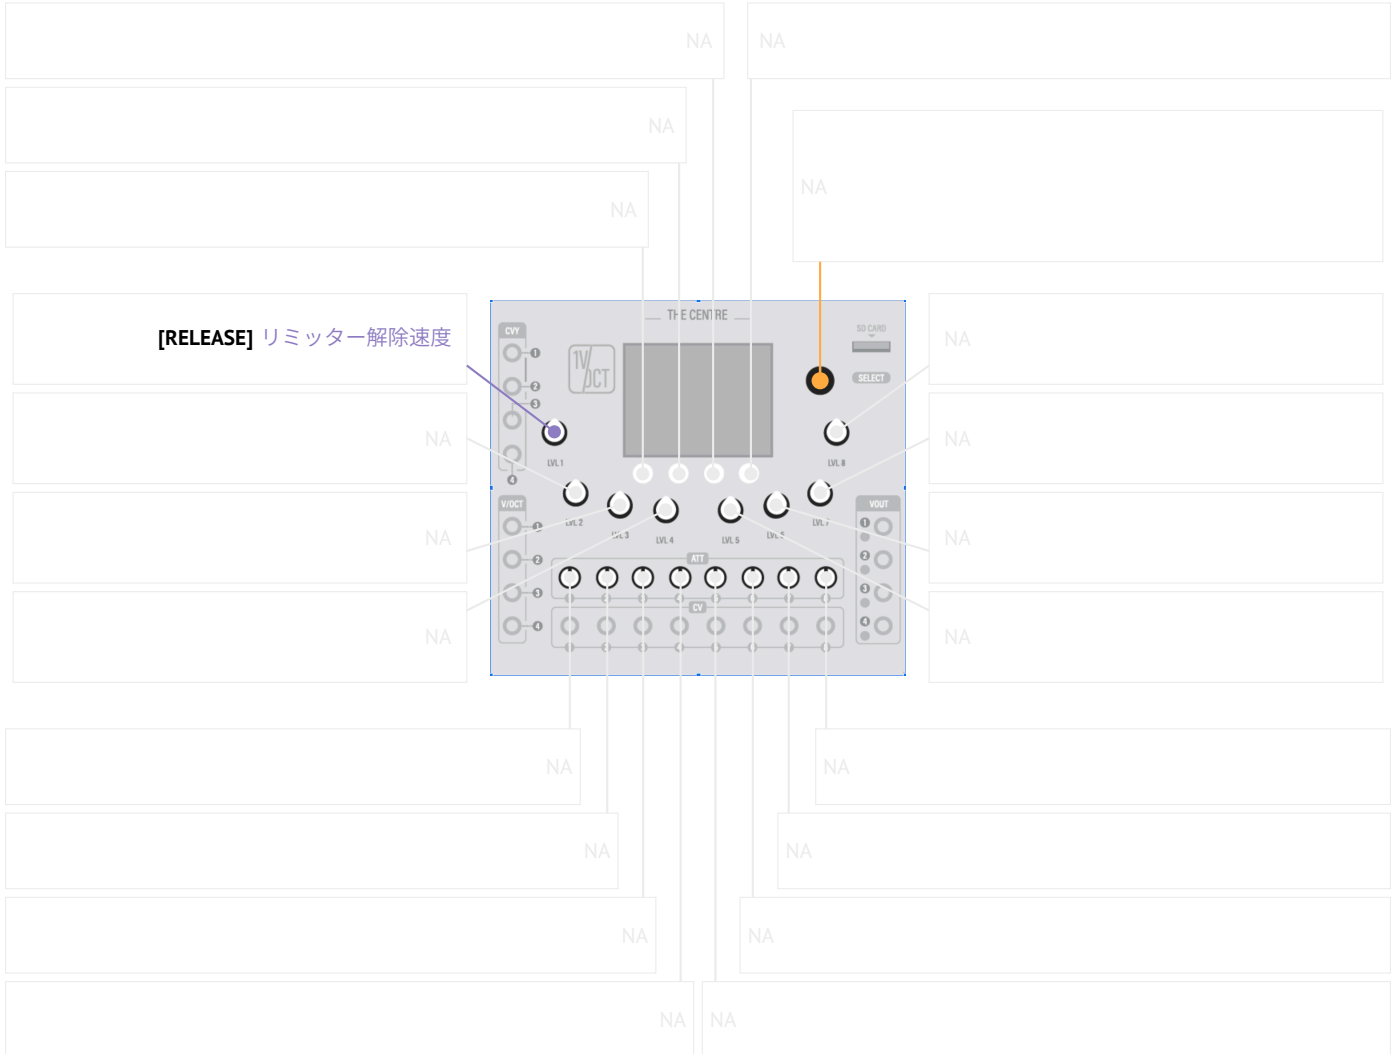 NA
NA
NA
NA
NA
[RELEASE] リミッター解除速度
NA
NA
NA
NA
NA
NA
NA
THE CENTRE
CVY
1
2
3
4
1V/OCT
SD CARD
SELECT
LVL 1
LVL 2
LVL 3
LVL 4
LVL 5
LVL 6
LVL 7
LVL 8
V/OCT
1
2
3
4
VOUT
1
2
3
4
ATT
CV
NA
NA
NA
NA
NA
NA
NA
NA